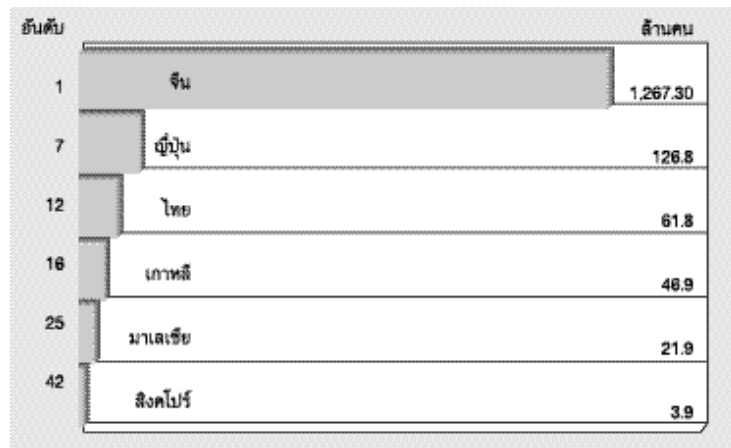 อันดับ ล้านคน
1 จีน 1,267.30
7 ญี่ปุ่น 126.8
12 ไทย 61.8
16 เกาหลี 46.9
25 มาเลเซีย 21.9
42 สิงคโปร์ 3.9